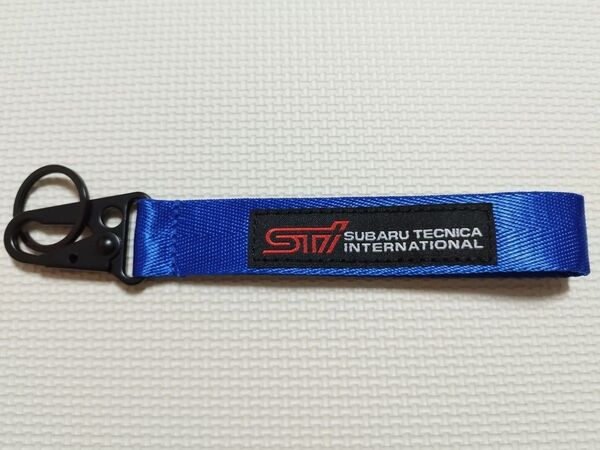 STI SUBARU TECNICA
INTERNATIONAL